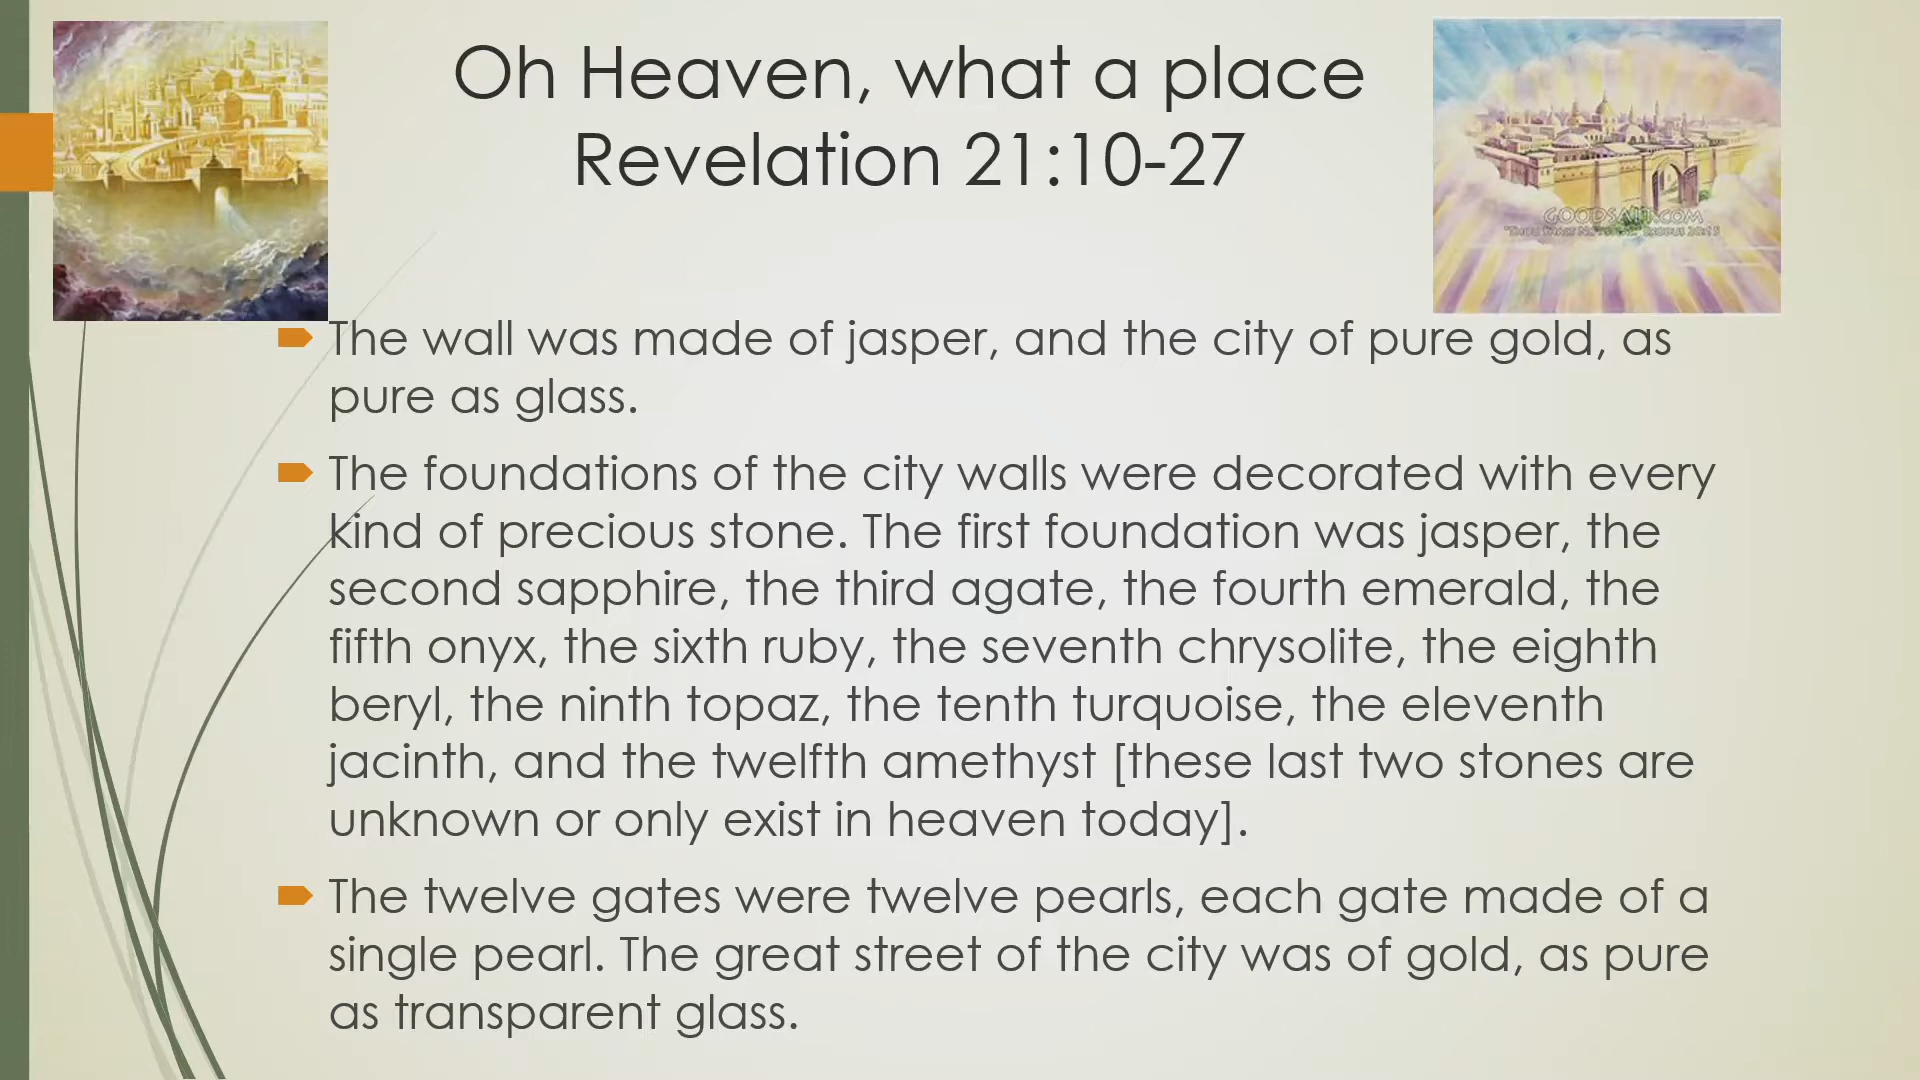 Oh Heaven, what a place
Revelation 21:10-27
GOODSALT.COM
The wall was made of jasper, and the city of pure gold, as
pure as glass.
The foundations of the city walls were decorated with every
kind of precious stone. The first foundation was jasper, the
second sapphire, the third agate, the fourth emerald, the
fifth onyx, the sixth ruby, the seventh chrysolite, the eighth
beryl, the ninth topaz, the tenth turquoise, the eleventh
jacinth, and the twelfth amethyst [these last two stones are
unknown or only exist in heaven today].
The twelve gates were twelve pearls, each gate made of a
single pearl. The great street of the city was of gold, as pure
as transparent glass.